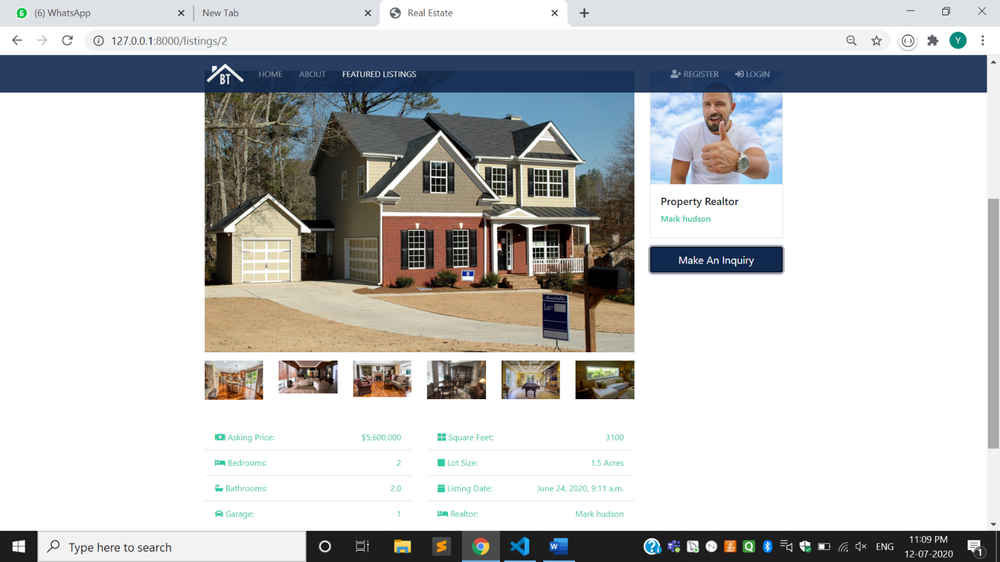 6 (6) WhatsApp
New Tab
Real Estate
127.0.0.1:8000/listings/2
Y
BT
HOME
ABOUT
FEATURED LISTINGS
REGISTER
LOGIN
Available
Lot#
Property Realtor
Mark hudson
Make An Inquiry
Asking Price: $5,600,000
Square Feet: 3100
Bedrooms: 2
Lot Size: 1.5 Acres
Bathrooms: 2.0
Listing Date: June 24, 2020, 9:11 a.m.
Garage: 1
Realtor: Mark hudson
Type here to search
ENG
11:09 PM
12-07-2020
1